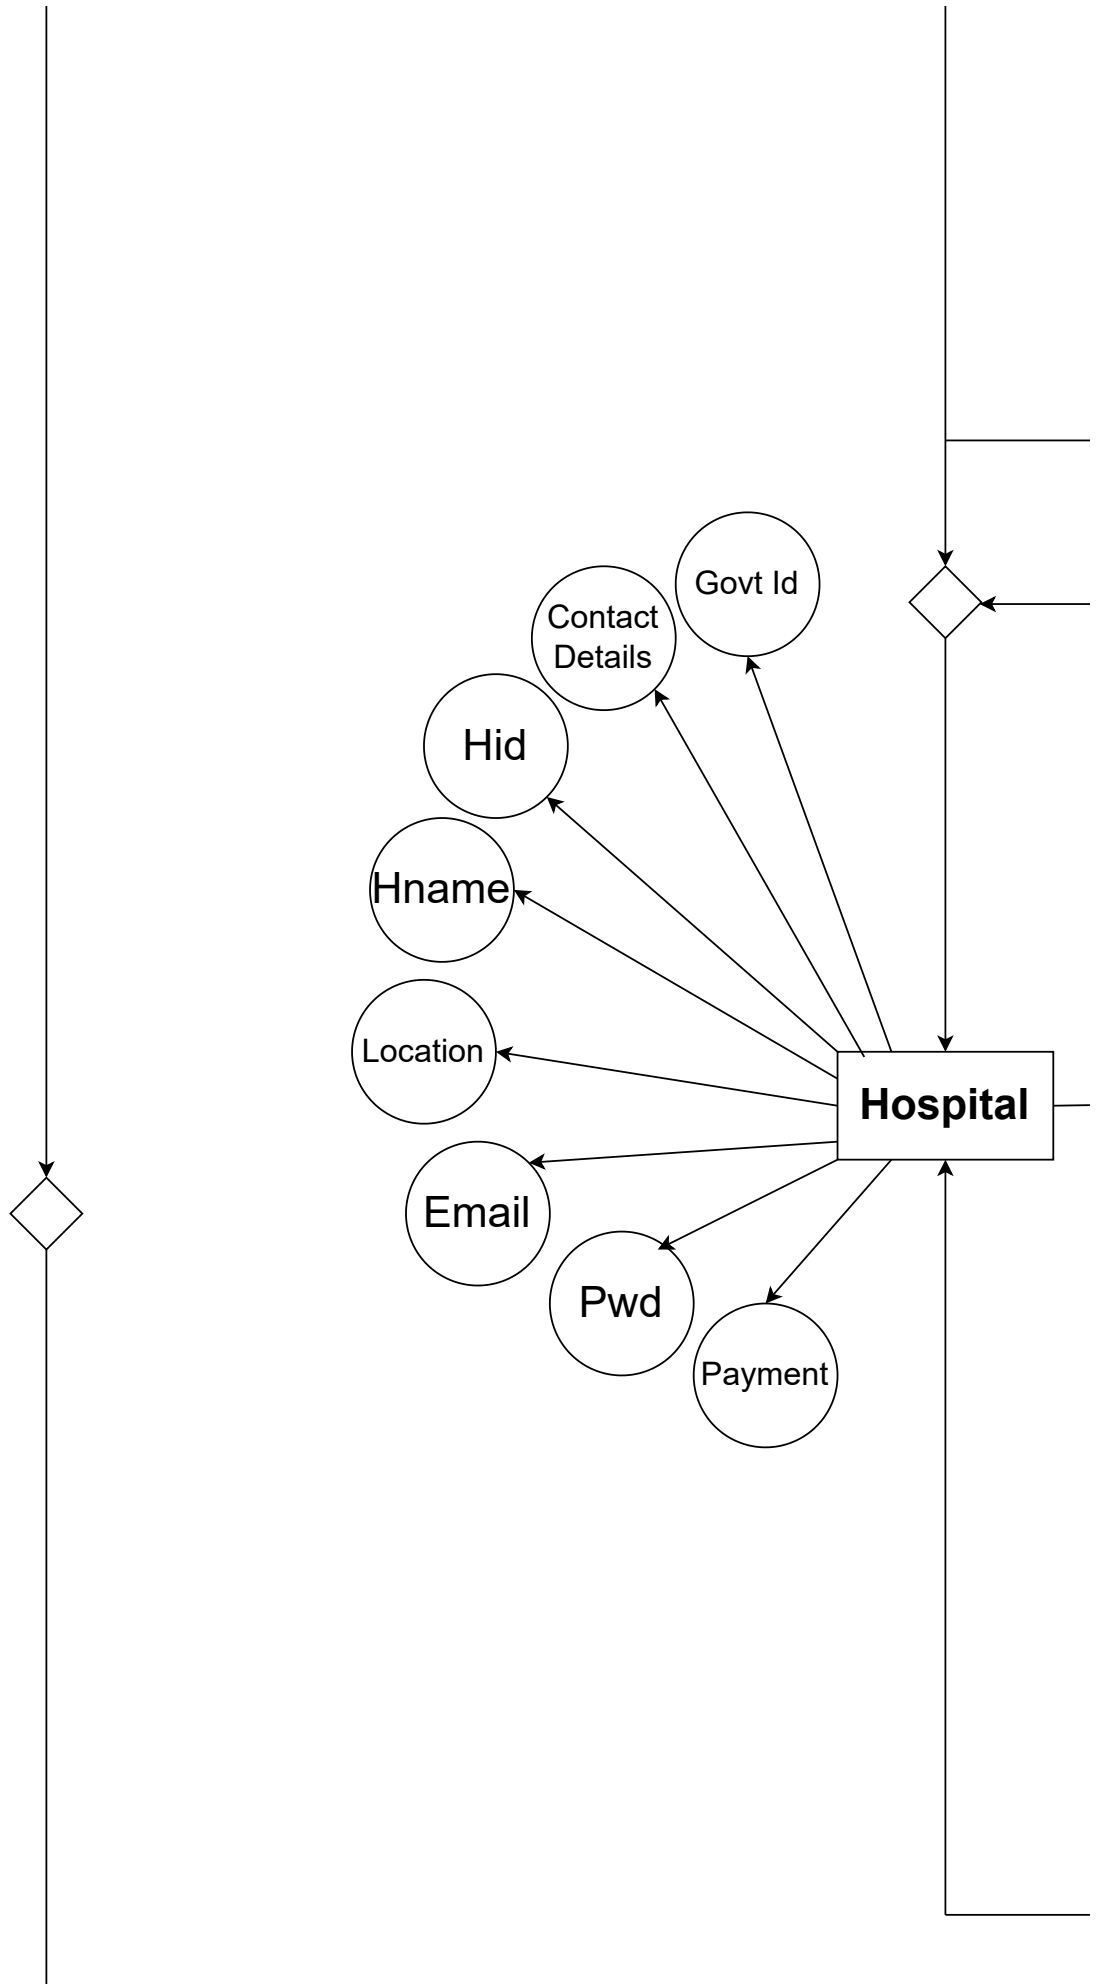 Govt Id
Contact
Details
Hid
Hname
Location
Hospital
Email
Pwd
Payment